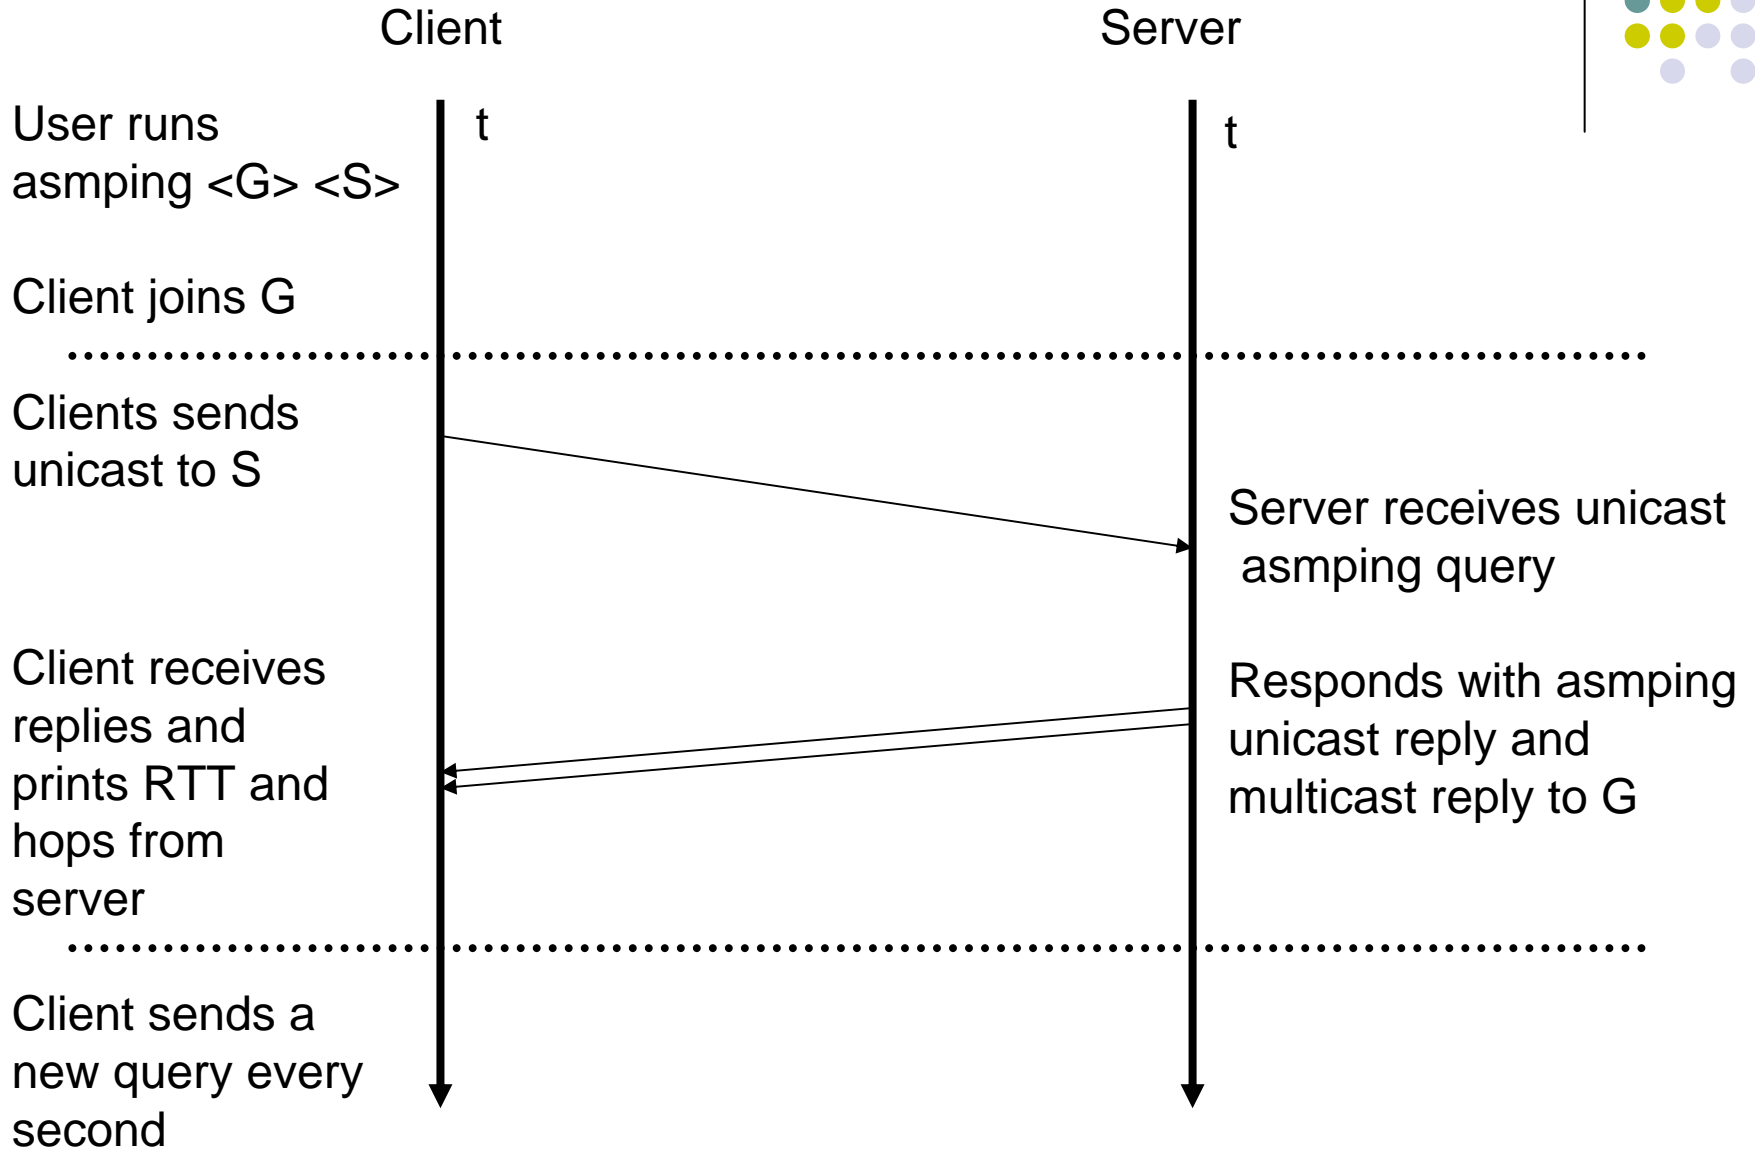 Client
Server
t
t
User runs
asmping <G> <S>
Client joins G
Clients sends
unicast to S
Server receives unicast
asmping query
Client receives
replies and
prints RTT and
hops from
server
Responds with asmping
unicast reply and
multicast reply to G
Client sends a
new query every
second